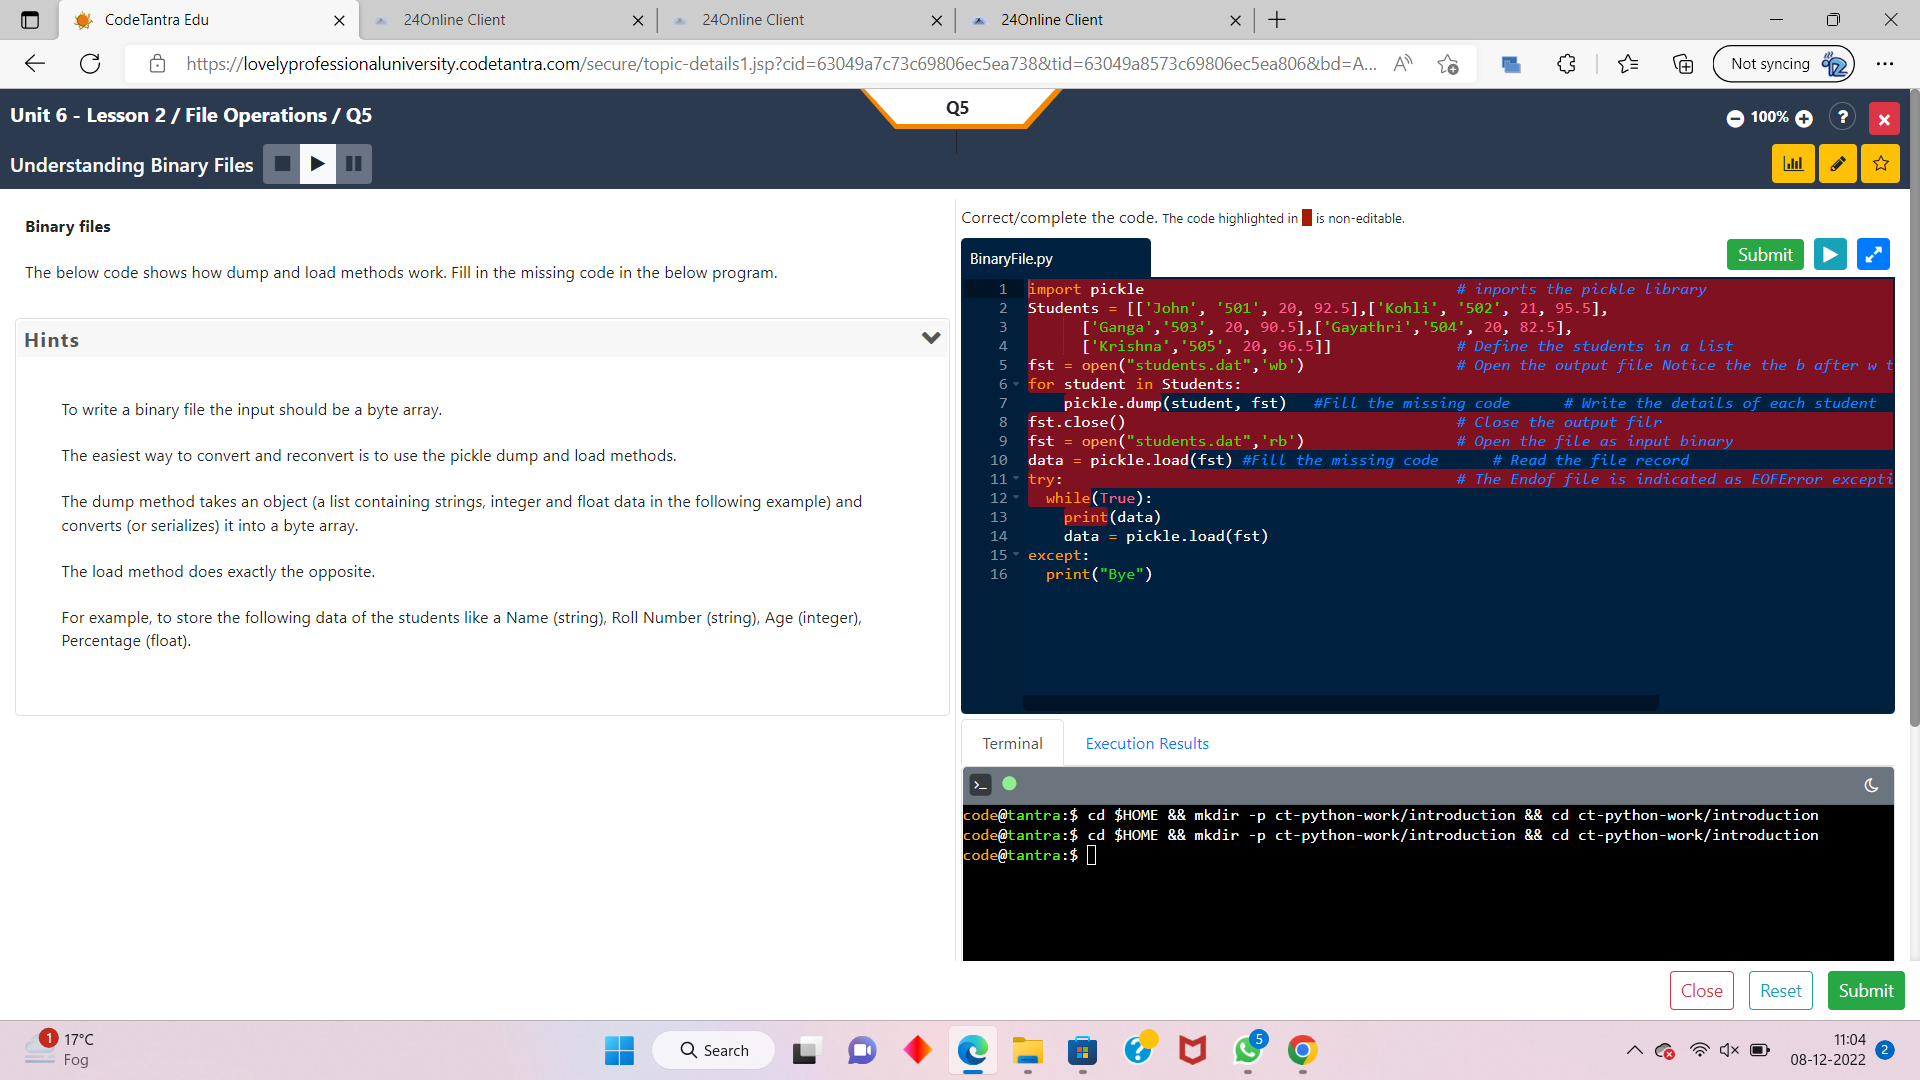 CodeTantra Edu
24Online Client
24Online Client
24Online Client
https://lovelyprofessionaluniversity.codetantra.com/secure/topic-details1.jsp?cid=63049a7c73c69806ec5ea738&tid=63049a8573c69806ec5ea806&bd=A...
Not syncing
Unit 6 - Lesson 2 / File Operations / Q5
Q5
100%
?
Understanding Binary Files
Binary files
The below code shows how dump and load methods work. Fill in the missing code in the below program.
Hints
To write a binary file the input should be a byte array.
The easiest way to convert and reconvert is to use the pickle dump and load methods.
The dump method takes an object (a list containing strings, integer and float data in the following example) and
converts (or serializes) it into a byte array.
The load method does exactly the opposite.
For example, to store the following data of the students like a Name (string), Roll Number (string), Age (integer),
Percentage (float).
Correct/complete the code. The code highlighted in is non-editable.
BinaryFile.py
Submit
1 import pickle # inports the pickle library
2 Students = [['John', '501', 20, 92.5],['Kohli', '502', 21, 95.5],
3 ['Ganga','503', 20, 90.5],['Gayathri','504', 20, 82.5],
4 ['Krishna','505', 20, 96.5]] # Define the students in a list
5 fst = open("students.dat",'wb') # Open the output file Notice the the b after w t
6 for student in Students:
7 pickle.dump(student, fst) #Fill the missing code # Write the details of each student
8 fst.close() # Close the output filr
9 fst = open("students.dat",'rb') # Open the file as input binary
10 data = pickle.load(fst) #Fill the missing code # Read the file record
11 try: # The Endof file is indicated as EOFError excepti
12 while(True):
13 print(data)
14 data = pickle.load(fst)
15 except:
16 print("Bye")
Terminal
Execution Results
code@tantra:$ cd $HOME && mkdir -p ct-python-work/introduction && cd ct-python-work/introduction
code@tantra:$ cd $HOME && mkdir -p ct-python-work/introduction && cd ct-python-work/introduction
code@tantra:$
Close
Reset
Submit
1
17°C
Fog
Search
5
11:04
08-12-2022
2